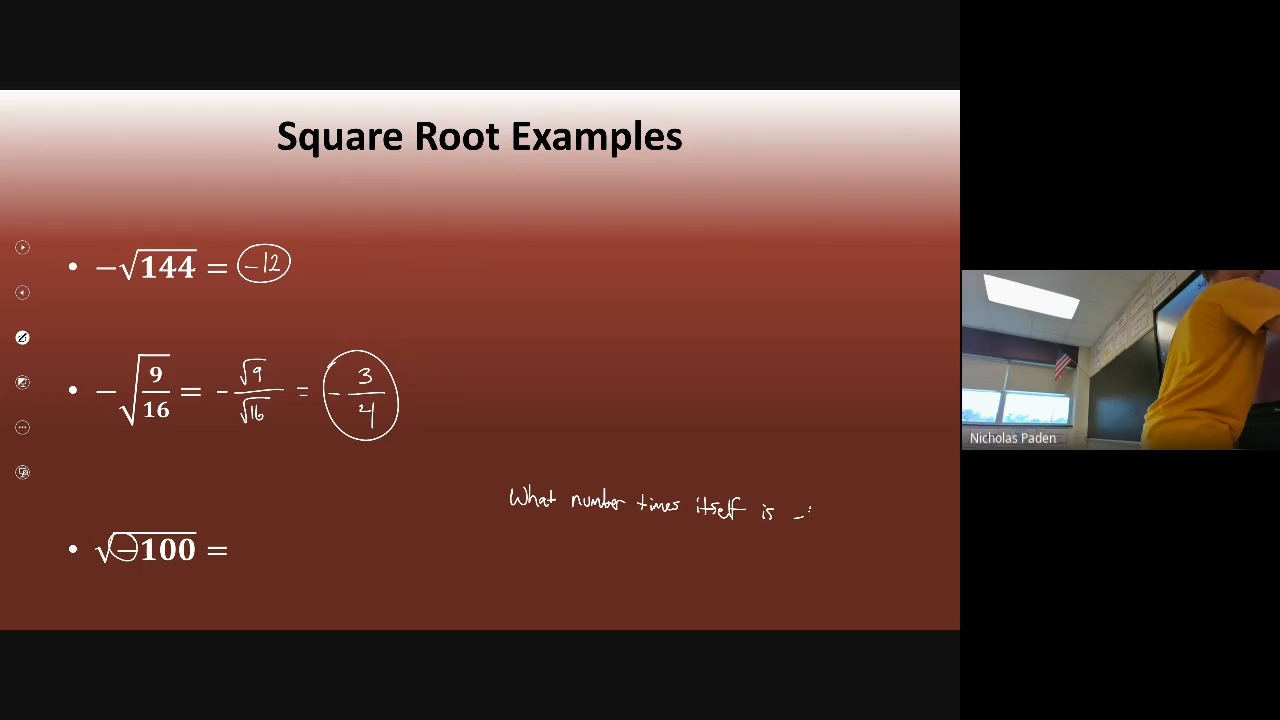 Square Root Examples
• −√144 = −12
• −√(9/16) = −√9/√16 = −3/4
What number times itself is −
• √−100 =
Nicholas Paden